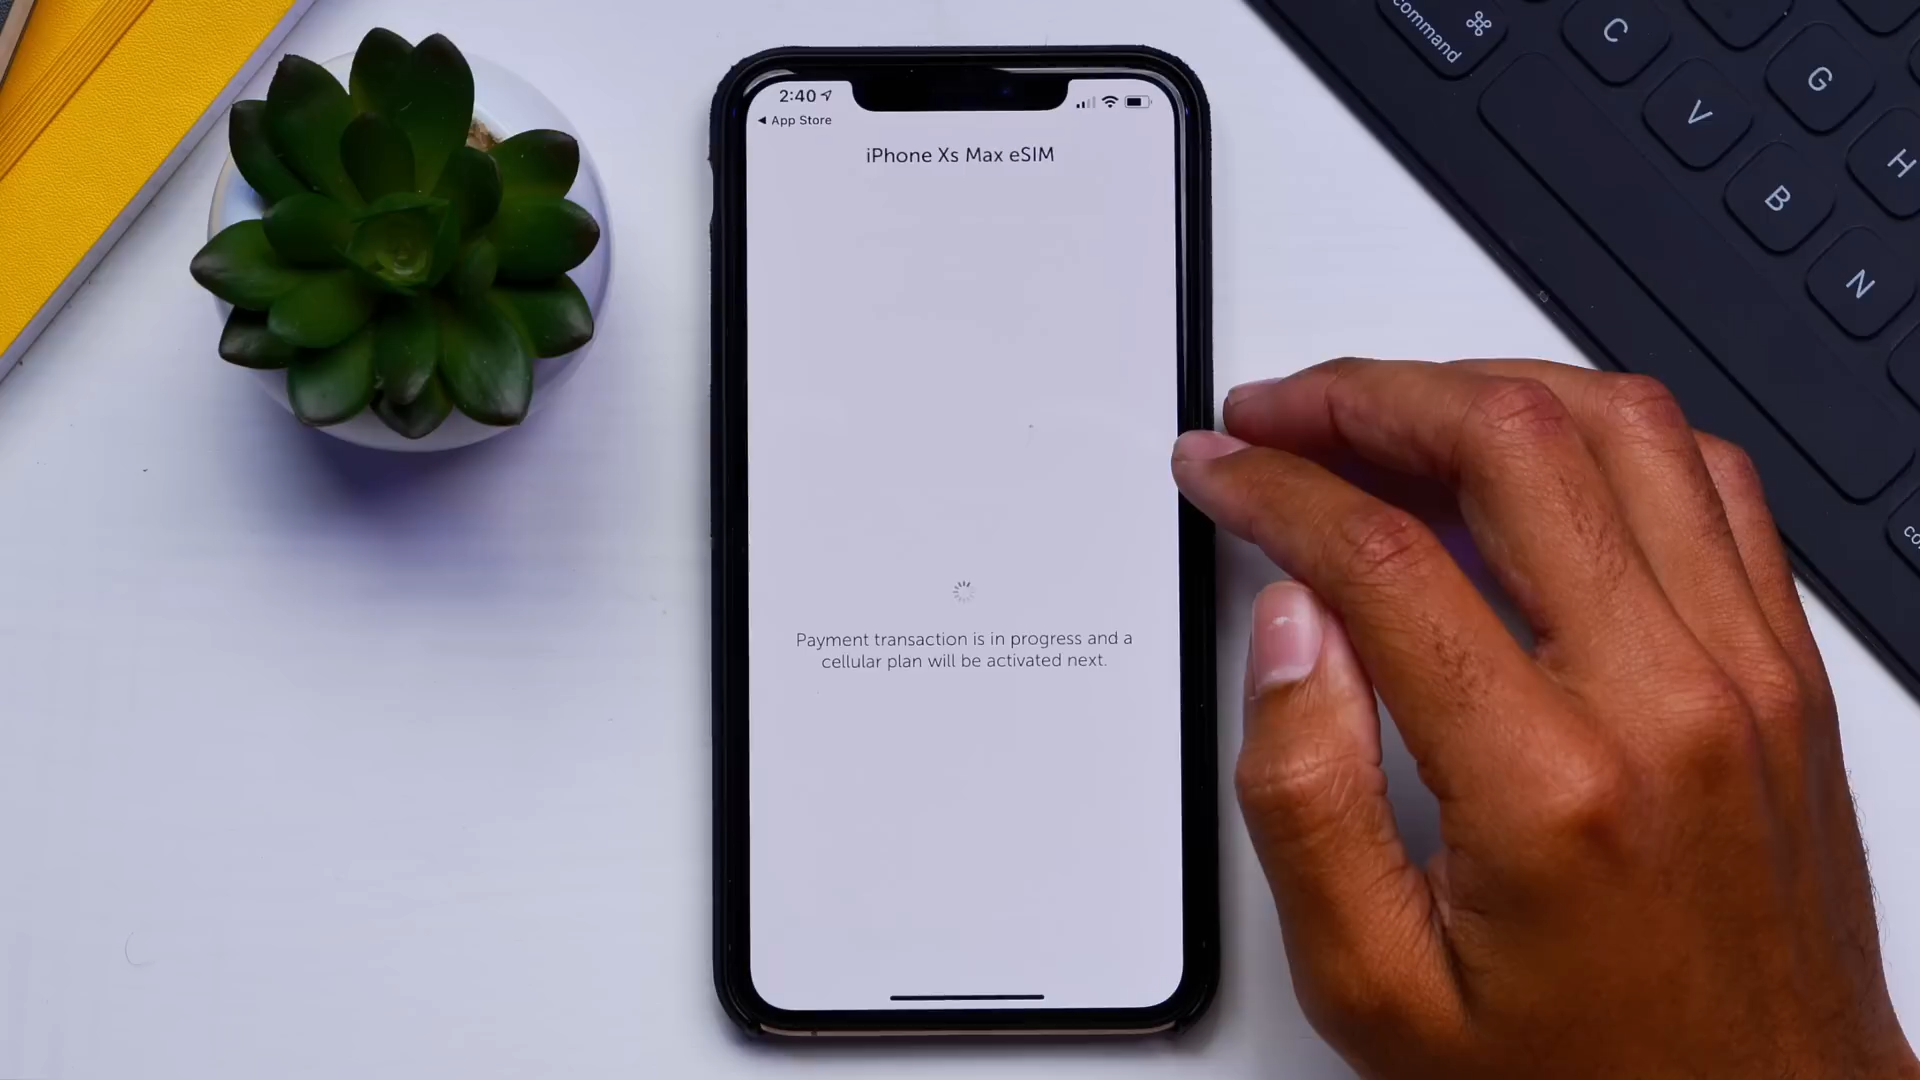 2:40
◀ App Store
iPhone Xs Max eSIM
Payment transaction is in progress and a
cellular plan will be activated next.
⌘
command
C
V
B
G
H
N